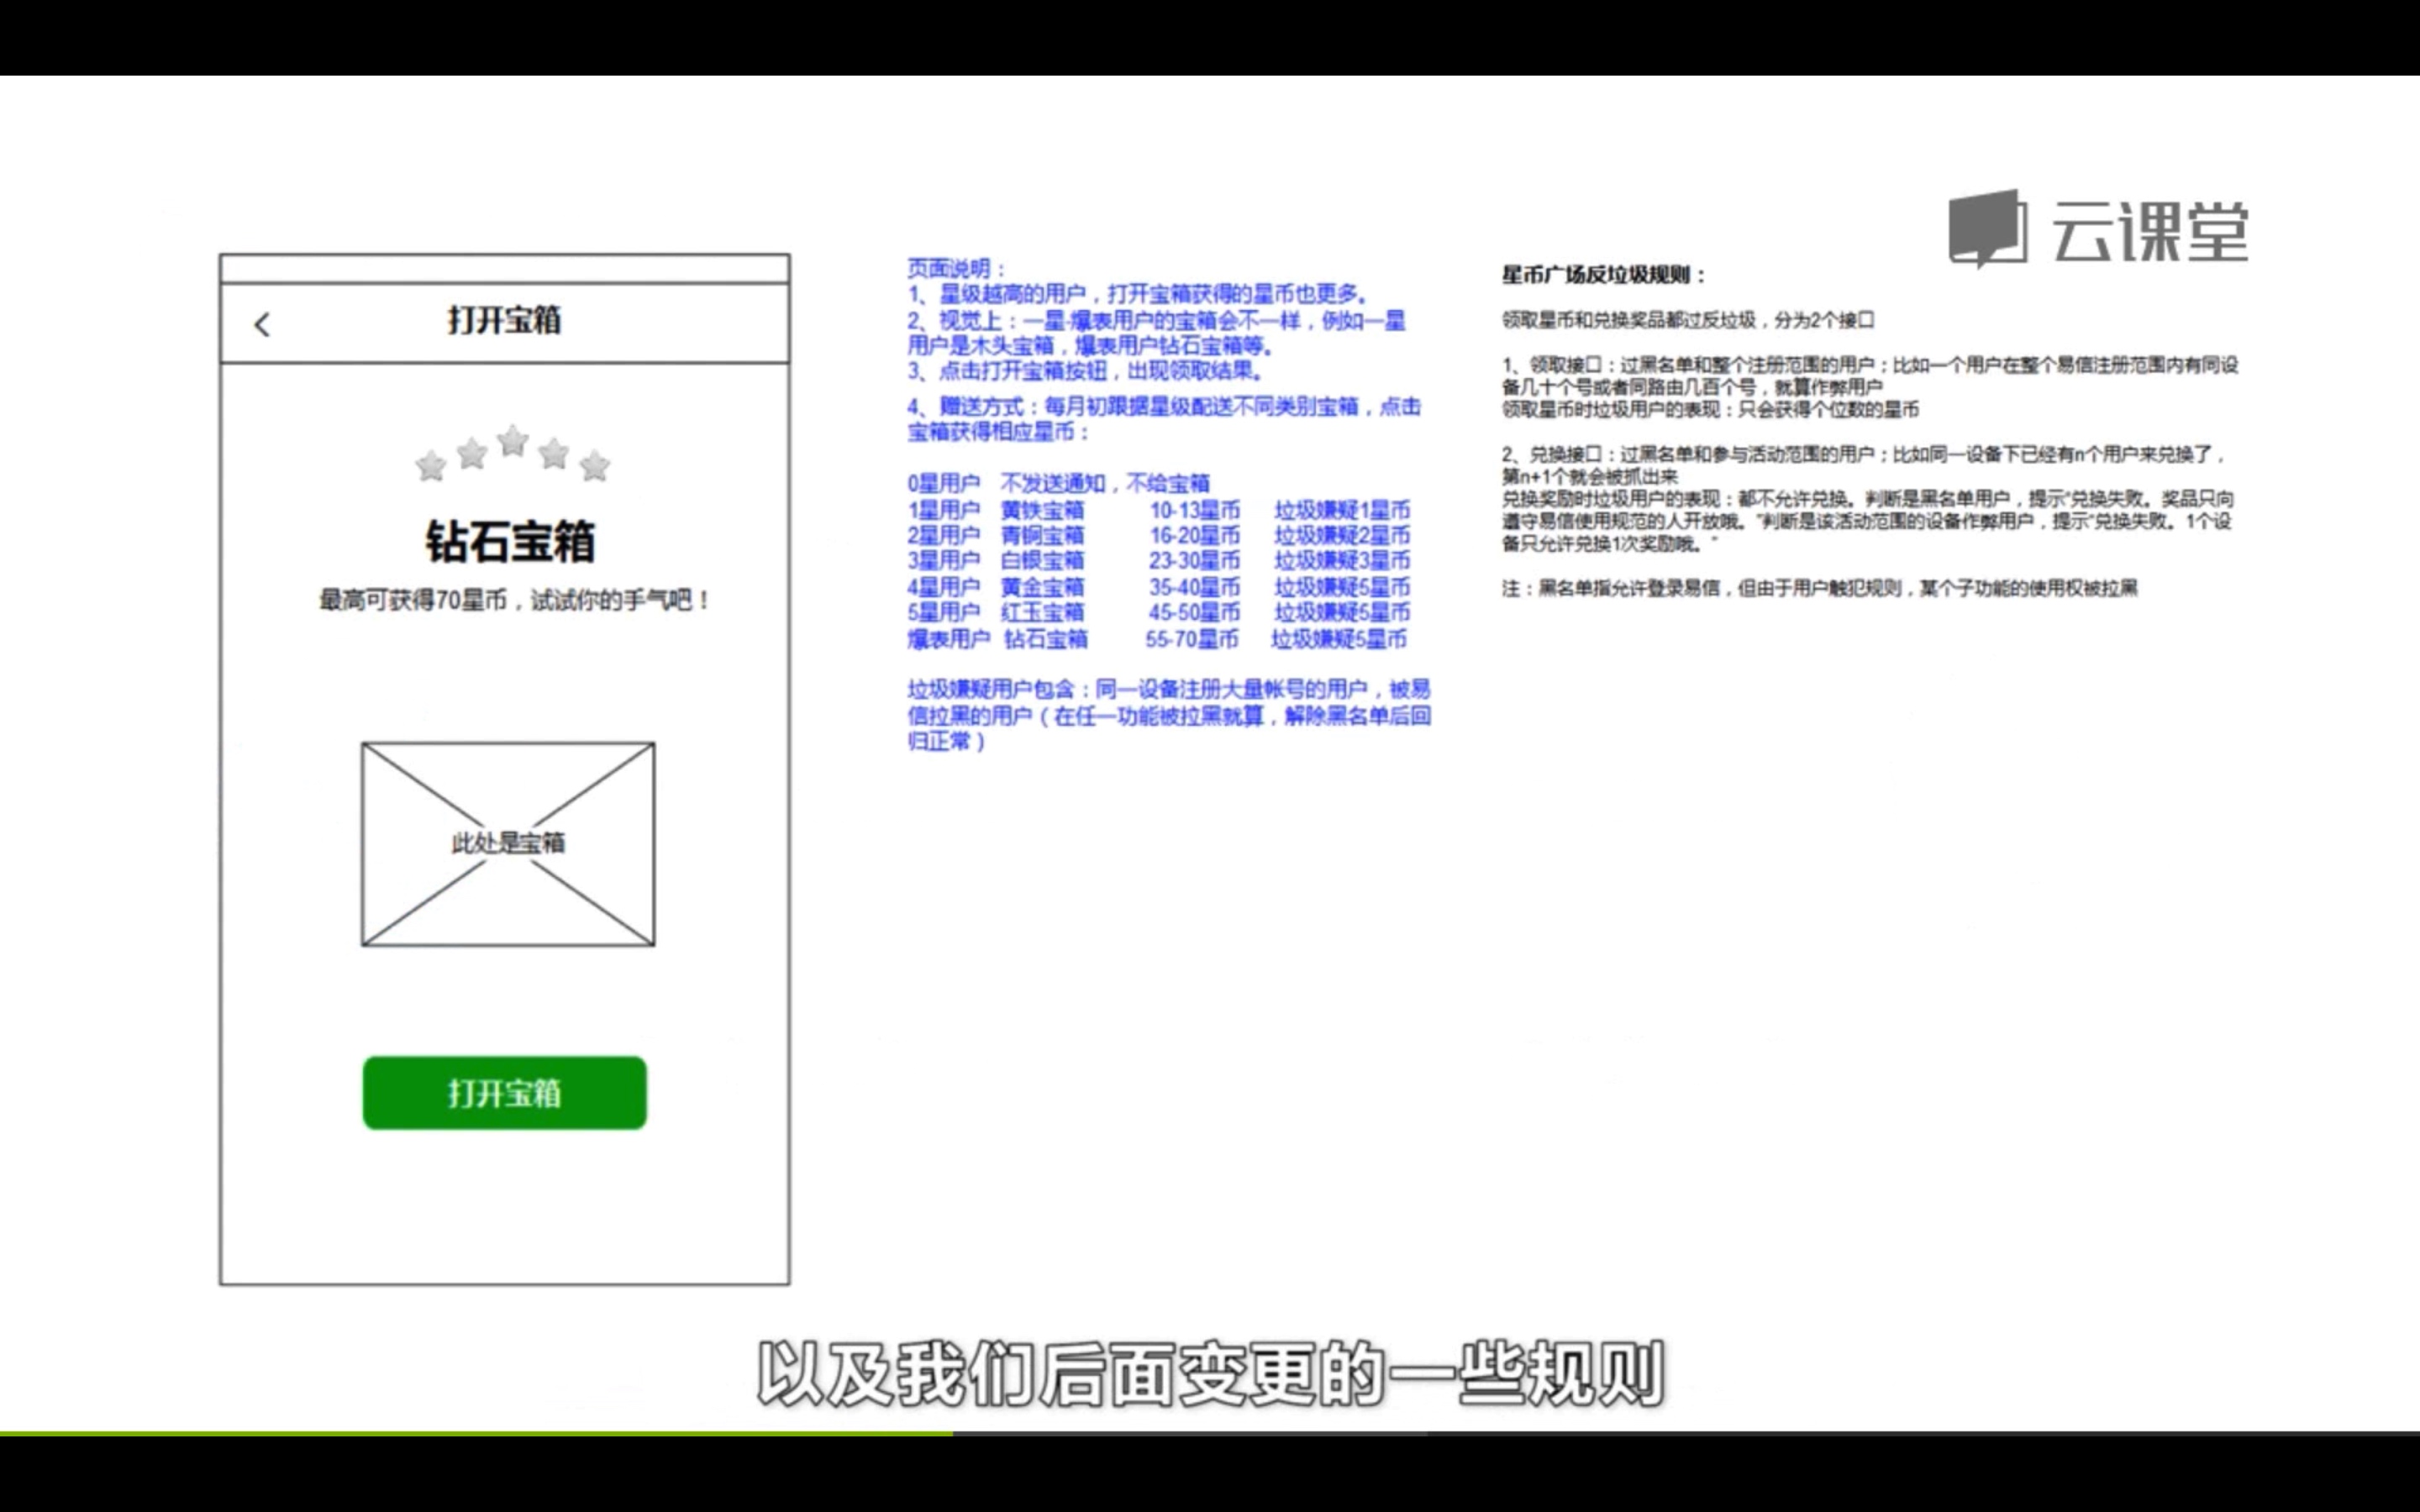 云课堂
打开宝箱
钻石宝箱
最高可获得70星币，试试你的手气吧！
此处是宝箱
打开宝箱
页面说明：
1、星级越高的用户，打开宝箱获得的星币也更多。
2、视觉上：一星-爆表用户的宝箱会不一样，例如一星
用户是木头宝箱，爆表用户钻石宝箱等。
3、点击打开宝箱按钮，出现领取结果。
4、赠送方式：每月初跟据星级配送不同类别宝箱，点击
宝箱获得相应星币：
0星用户 不发送通知，不给宝箱
1星用户 黄铁宝箱 10-13星币 垃圾嫌疑1星币
2星用户 青铜宝箱 16-20星币 垃圾嫌疑2星币
3星用户 白银宝箱 23-30星币 垃圾嫌疑3星币
4星用户 黄金宝箱 35-40星币 垃圾嫌疑5星币
5星用户 红玉宝箱 45-50星币 垃圾嫌疑5星币
爆表用户 钻石宝箱 55-70星币 垃圾嫌疑5星币
垃圾嫌疑用户包含：同一设备注册大量帐号的用户，被易
信拉黑的用户（在任一功能被拉黑就算，解除黑名单后回
归正常）
星币广场反垃圾规则：
领取星币和兑换奖品都过反垃圾，分为2个接口
1、领取接口：过黑名单和整个注册范围的用户；比如一个用户在整个易信注册范围内有同设
备几十个号或者同路由几百个号，就算作弊用户
领取星币时垃圾用户的表现：只会获得个位数的星币
2、兑换接口：过黑名单和参与活动范围的用户；比如同一设备下已经有n个用户来兑换了，
第n+1个就会被抓出来
兑换奖励时垃圾用户的表现：都不允许兑换。判断是黑名单用户，提示“兑换失败。奖品只向
遵守易信使用规范的人开放哦。”判断是该活动范围的设备作弊用户，提示“兑换失败。1个设
备只允许兑换1次奖励哦。”
注：黑名单指允许登录易信，但由于用户触犯规则，某个子功能的使用权被拉黑
以及我们后面变更的一些规则